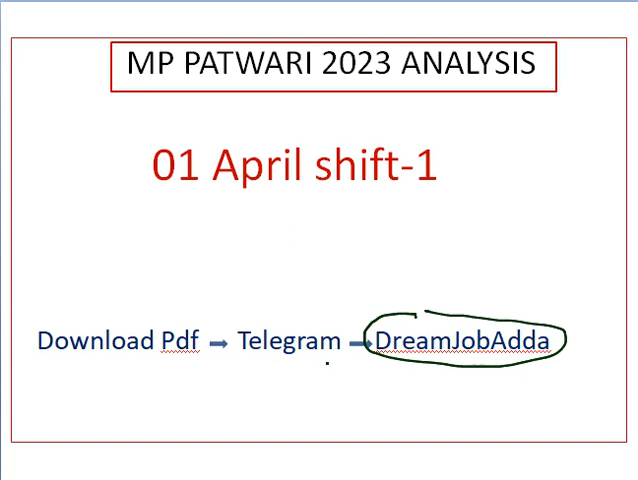 MP PATWARI 2023 ANALYSIS
01 April shift-1
Download Pdf → Telegram → DreamJobAdda